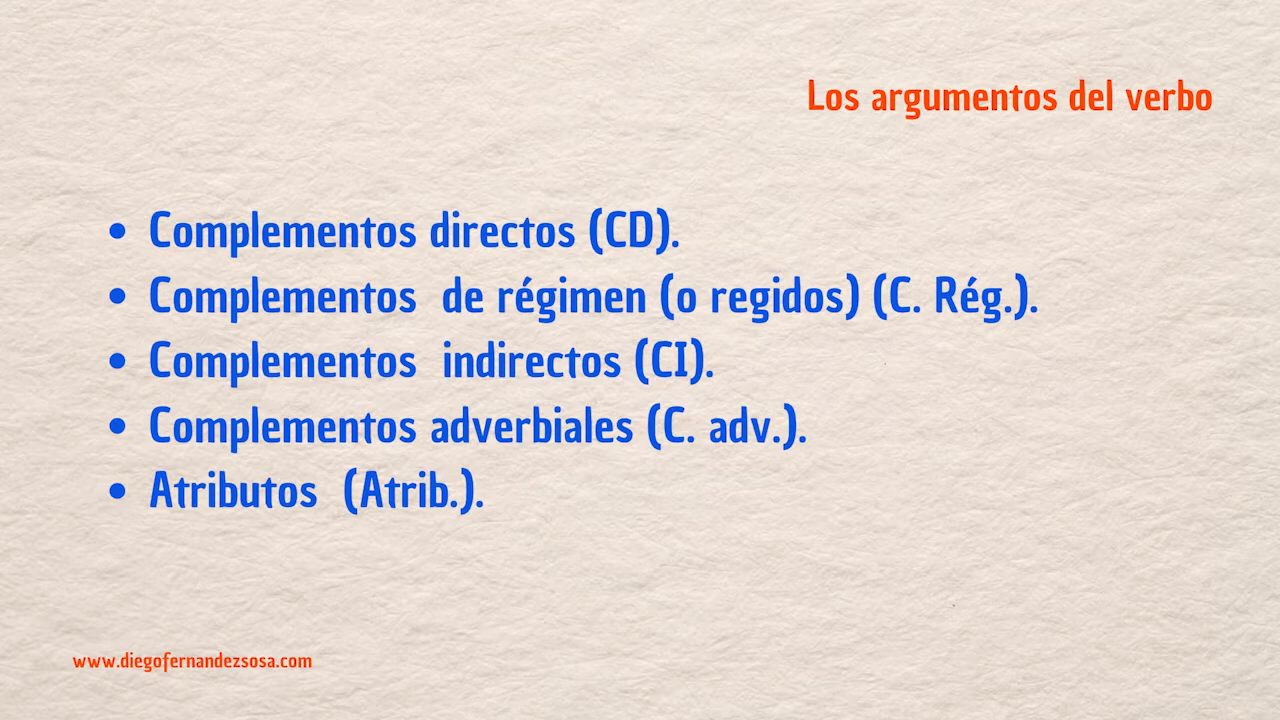 Los argumentos del verbo
• Complementos directos (CD).
• Complementos de régimen (o regidos) (C. Rég.).
• Complementos indirectos (CI).
• Complementos adverbiales (C. adv.).
• Atributos (Atrib.).
www.diegofernandezsosa.com